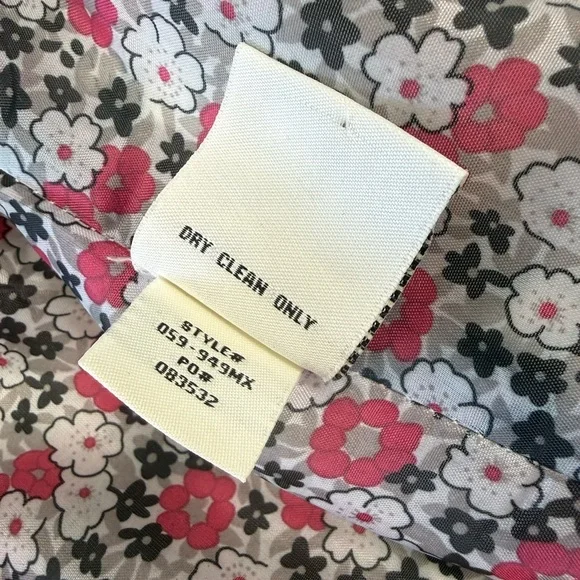 DRY CLEAN ONLY
STYLE#
059-949MX
PO#
083532